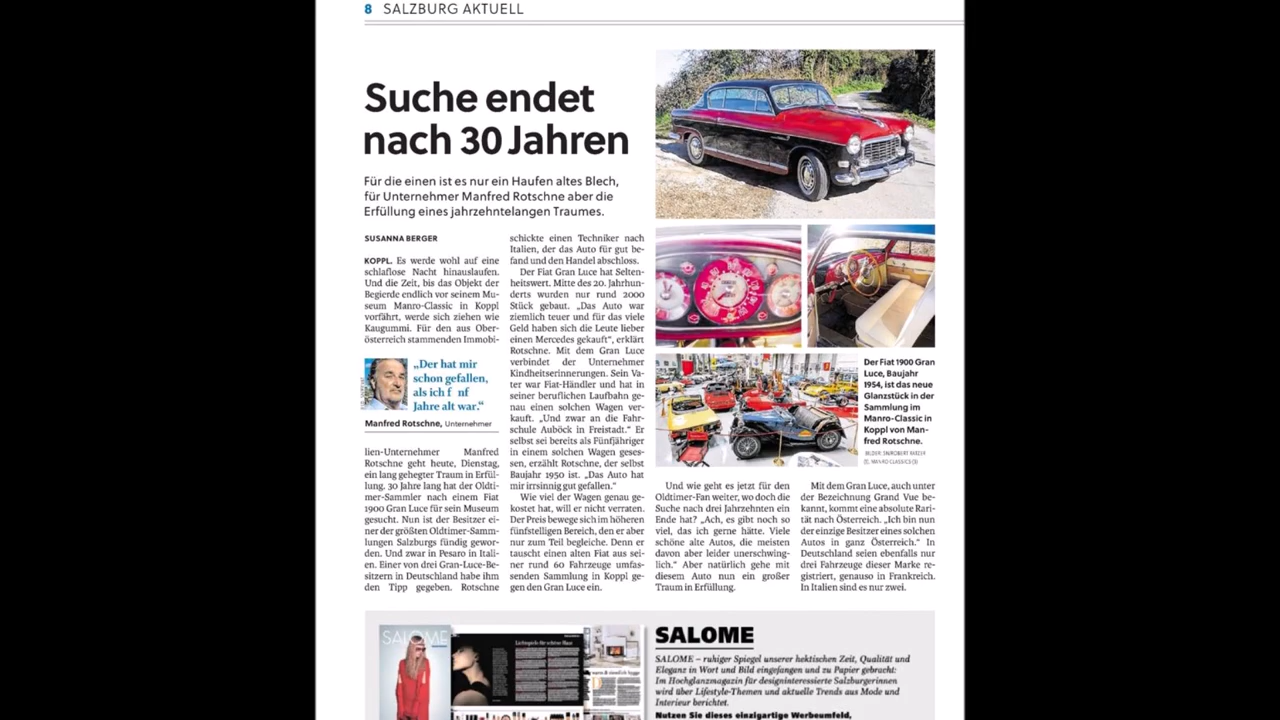 8 SALZBURG AKTUELL
Suche endet
nach 30 Jahren
Für die einen ist es nur ein Haufen altes Blech,
für Unternehmer Manfred Rotschne aber die
Erfüllung eines jahrzehntelangen Traumes.
SUSANNA BERGER
KOPPL. Es werde wohl auf eine
schlaflose Nacht hinauslaufen.
Und die Zeit, bis das Objekt der
Begierde endlich vor seinem Mu-
seum Manro-Classic in Koppl
vorfährt, werde sich ziehen wie
Kaugummi. Für den aus Ober-
österreich stammenden Immobi-
„Der hat mir
schon gefallen,
als ich f nf
Jahre alt war.“
Manfred Rotschne, Unternehmer
lien-Unternehmer Manfred
Rotschne geht heute, Dienstag,
ein lang gehegter Traum in Erfül-
lung. 30 Jahre lang hat der Oldti-
mer-Sammler nach einem Fiat
1900 Gran Luce für sein Museum
gesucht. Nun ist der Besitzer ei-
ner der größten Oldtimer-Samm-
lungen Salzburgs fündig gewor-
den. Und zwar in Pesaro in Itali-
en. Einer von drei Gran-Luce-Be-
sitzern in Deutschland habe ihm
den Tipp gegeben. Rotschne
schickte einen Techniker nach
Italien, der das Auto für gut be-
fand und den Handel abschloss.
Der Fiat Gran Luce hat Selten-
heitswert. Mitte des 20. Jahrhun-
derts wurden nur rund 2000
Stück gebaut. „Das Auto war
ziemlich teuer und für das viele
Geld haben sich die Leute lieber
einen Mercedes gekauft“, erklärt
Rotschne. Mit dem Gran Luce
verbindet der Unternehmer
Kindheitserinnerungen. Sein Va-
ter war Fiat-Händler und hat in
seiner beruflichen Laufbahn ge-
nau einen solchen Wagen ver-
kauft. „Und zwar an die Fahr-
schule Auböck in Freistadt.“ Er
selbst sei bereits als Fünfjähriger
in einem solchen Wagen geses-
sen, erzählt Rotschne, der selbst
Baujahr 1950 ist. „Das Auto hat
mir irrsinnig gut gefallen.“
Wie viel der Wagen genau ge-
kostet hat, will er nicht verraten.
Der Preis bewege sich im höheren
fünfstelligen Bereich, den er aber
nur zum Teil begleiche. Denn er
tauscht einen alten Fiat aus sei-
ner rund 60 Fahrzeuge umfas-
senden Sammlung in Koppl ge-
gen den Gran Luce ein.
Der Fiat 1900 Gran
Luce, Baujahr
1954, ist das neue
Glanzstück in der
Sammlung im
Manro-Classic in
Koppl von Man-
fred Rotschne.
Und wie geht es jetzt für den
Oldtimer-Fan weiter, wo doch die
Suche nach drei Jahrzehnten ein
Ende hat? „Ach, es gibt noch so
viel, das ich gerne hätte. Viele
schöne alte Autos, die meisten
davon aber leider unerschwing-
lich.“ Aber natürlich gehe mit
diesem Auto nun ein großer
Traum in Erfüllung.
Mit dem Gran Luce, auch unter
der Bezeichnung Grand Vue be-
kannt, kommt eine absolute Rari-
tät nach Österreich. „Ich bin nun
der einzige Besitzer eines solchen
Autos in ganz Österreich.“ In
Deutschland seien ebenfalls nur
drei Fahrzeuge dieser Marke re-
gistriert, genauso in Frankreich.
In Italien sind es nur zwei.
SALOME
SALOME
SALOME – ruhiger Spiegel unserer hektischen Zeit, Qualität und
Eleganz in Wort und Bild eingefangen und zu Papier gebracht:
Im Hochglanzmagazin für designinteressierte Salzburgerinnen
wird über Lifestyle-Themen und aktuelle Trends aus Mode und
Interieur berichtet.
Nutzen Sie dieses einzigartige Werbeumfeld,